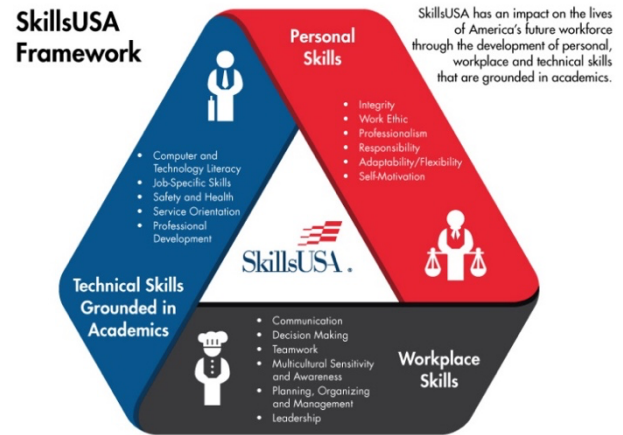 SkillsUSA
Framework
SkillsUSA has an impact on the lives
of America's future workforce
through the development of personal,
workplace and technical skills
that are grounded in academics.
Personal
Skills
• Integrity
• Work Ethic
• Professionalism
• Responsibility
• Adaptability/Flexibility
• Self-Motivation
• Computer and
Technology Literacy
• Job-Specific Skills
• Safety and Health
• Service Orientation
• Professional
Development
Technical Skills
Grounded in
Academics
SkillsUSA®
• Communication
• Decision Making
• Teamwork
• Multicultural Sensitivity
and Awareness
• Planning, Organizing
and Management
• Leadership
Workplace
Skills